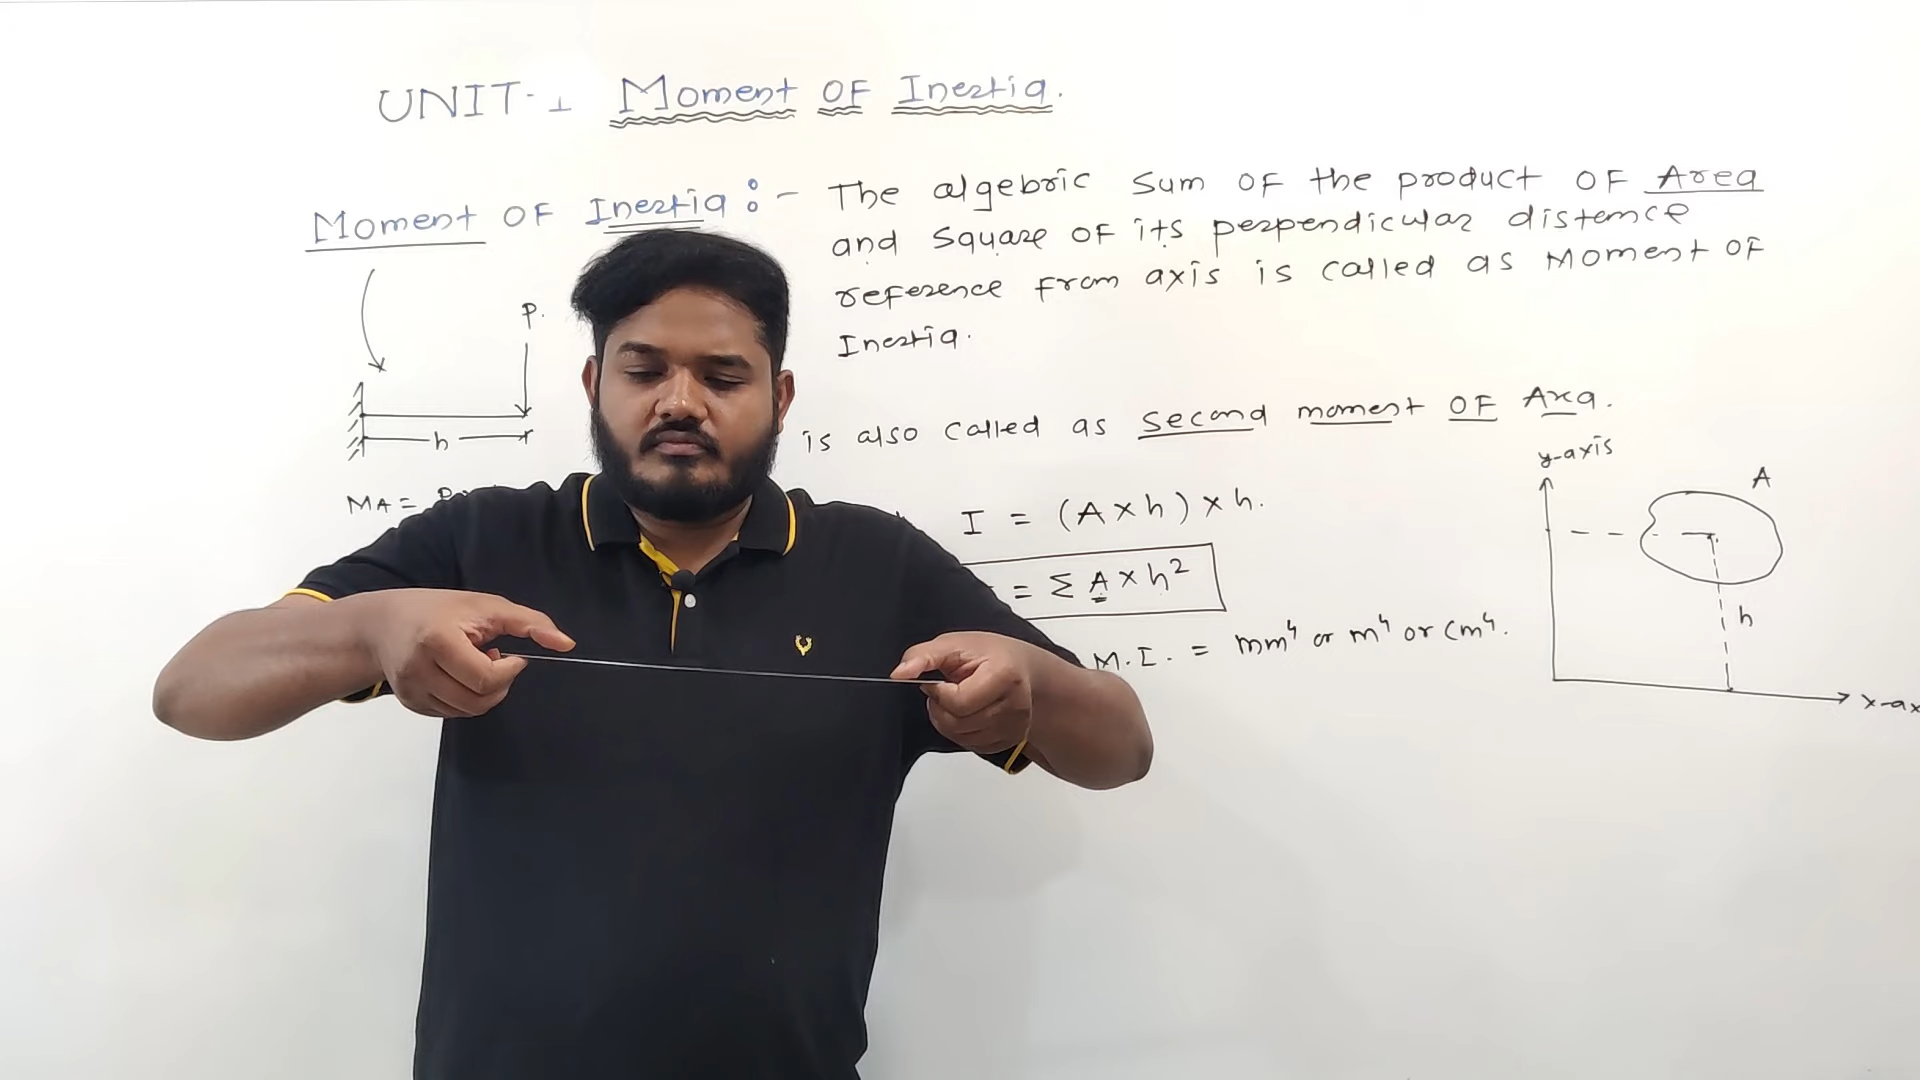 UNIT-1 Moment OF Inertia.
Moment OF Inertia :- The algebric sum OF the product OF Area
and square OF its perpendicular distance
reference from axis is called as Moment OF
Inertia.
P.
h
is also called as second moment OF Area.
MA =
I = (A x h) x h.
= Σ A x h²
M.I. = mm⁴ or m⁴ or cm⁴.
y-axis
A
h
x-ax